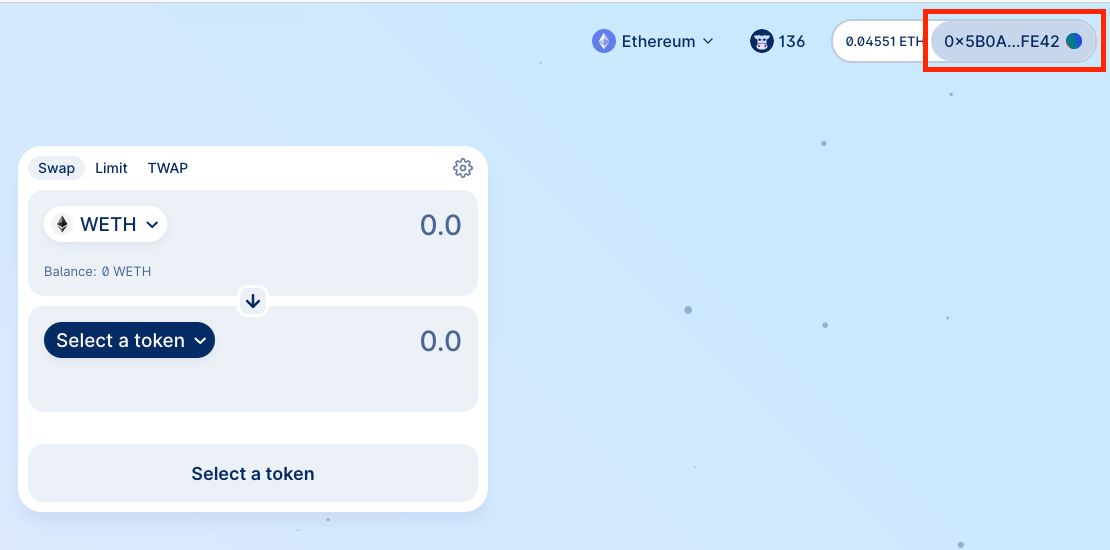 Ethereum 136 0.04551 ETH 0×5B0A...FE42
Swap Limit TWAP
WETH 0.0
Balance: 0 WETH
Select a token 0.0
Select a token